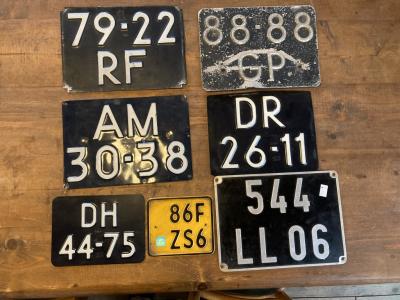 79-22
RF
88-88
GP
AM
30-38
DR
26-11
DH
44-75
86F
ZS6
544
LL 06